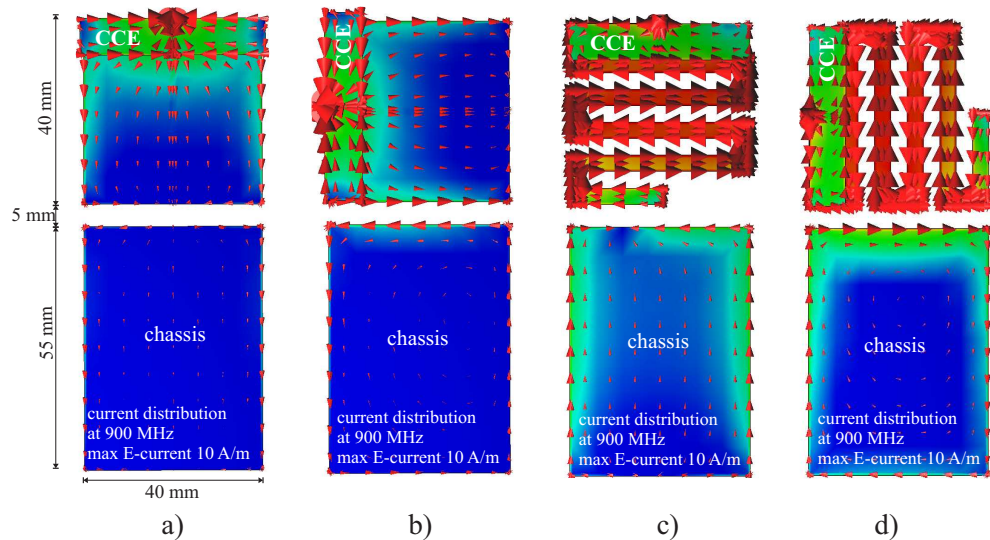 CCE
CCE
CCE
CCE
40 mm
5 mm
55 mm
chassis
chassis
chassis
chassis
current distribution
at 900 MHz
max E-current 10 A/m
current distribution
at 900 MHz
max E-current 10 A/m
current distribution
at 900 MHz
max E-current 10 A/m
current distribution
at 900 MHz
max E-current 10 A/m
40 mm
a)
b)
c)
d)